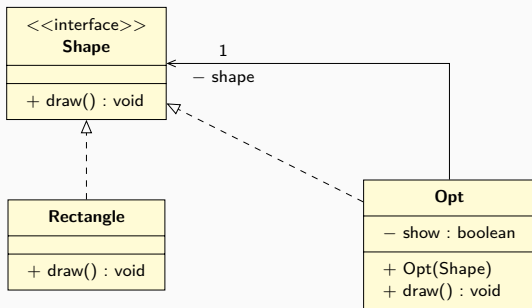 <<interface>>
Shape
+ draw() : void
1
− shape
Rectangle
+ draw() : void
Opt
− show : boolean
+ Opt(Shape)
+ draw() : void